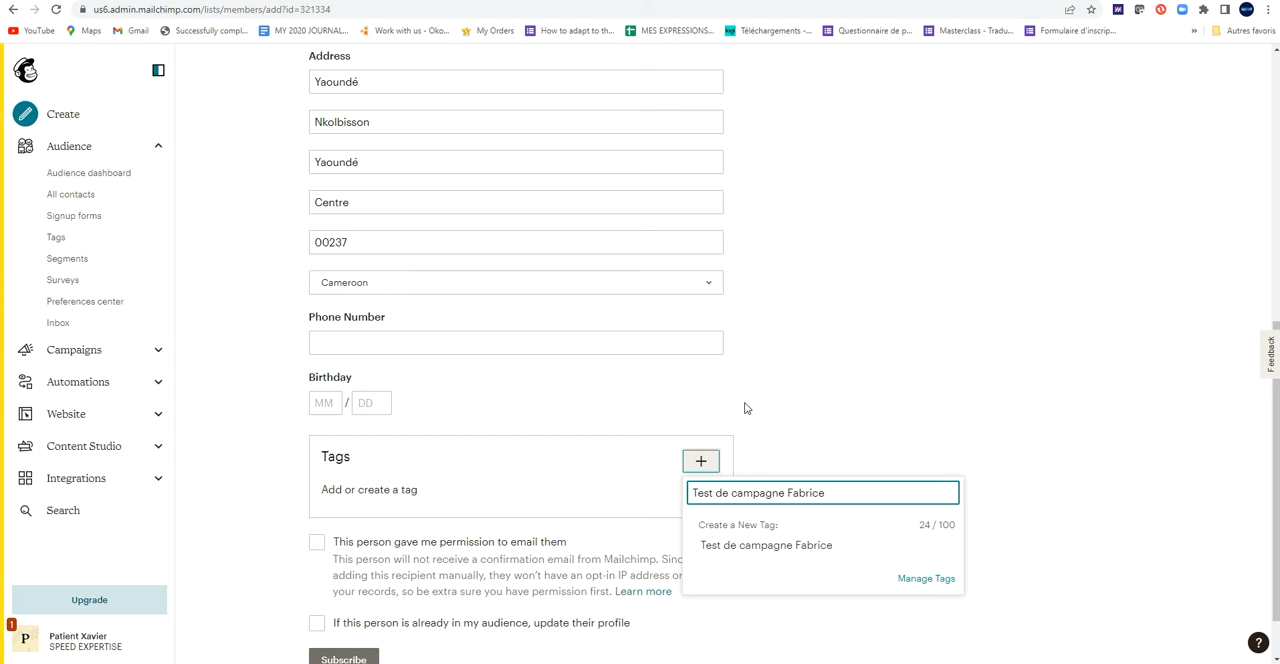 us6.admin.mailchimp.com/lists/members/add?id=321334
YouTube
Maps
Gmail
Successfully compl...
MY 2020 JOURNAL...
Work with us - Oko...
My Orders
How to adapt to th...
MES EXPRESSIONS...
Téléchargements -...
Questionnaire de p...
Masterclass - Tradu...
Formulaire d'inscrip...
»
Autres favoris
Create
Audience
Audience dashboard
All contacts
Signup forms
Tags
Segments
Surveys
Preferences center
Inbox
Campaigns
Automations
Website
Content Studio
Integrations
Search
Upgrade
1
P
Patient Xavier
SPEED EXPERTISE
Address
Yaoundé
Nkolbisson
Yaoundé
Centre
00237
Cameroon
Phone Number
Birthday
MM / DD
Tags
+
Add or create a tag
Test de campagne Fabrice
Create a New Tag: 24 / 100
Test de campagne Fabrice
Manage Tags
This person gave me permission to email them
This person will not receive a confirmation email from Mailchimp. Sinc
adding this recipient manually, they won't have an opt-in IP address or
your records, so be extra sure you have permission first. Learn more
If this person is already in my audience, update their profile
Subscribe
Feedback
?